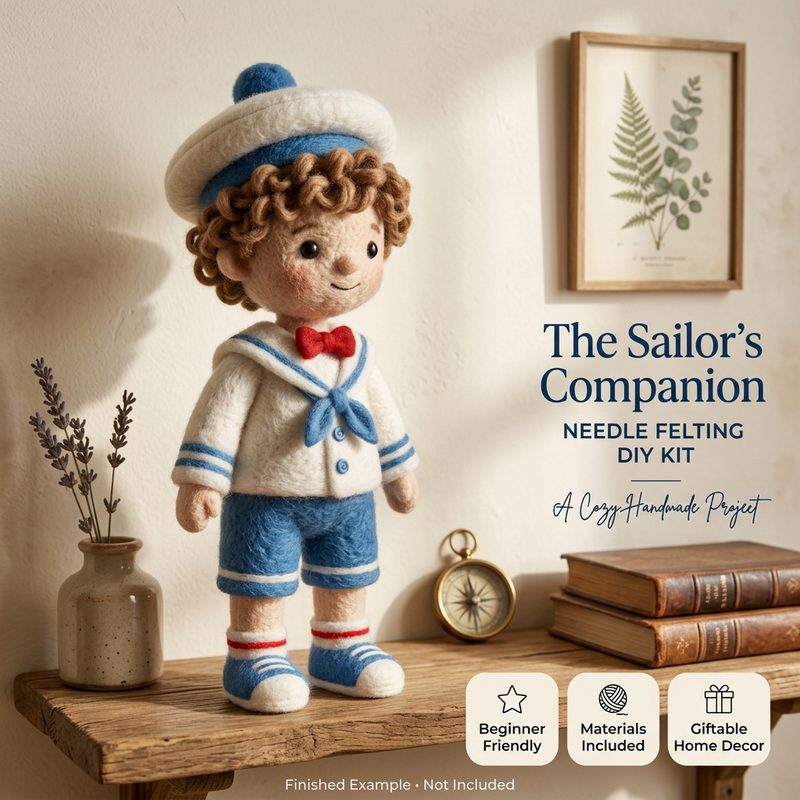 The Sailor's
Companion
NEEDLE FELTING
DIY KIT
A Cozy Handmade Project
Beginner
Friendly
Materials
Included
Giftable
Home Decor
Finished Example • Not Included